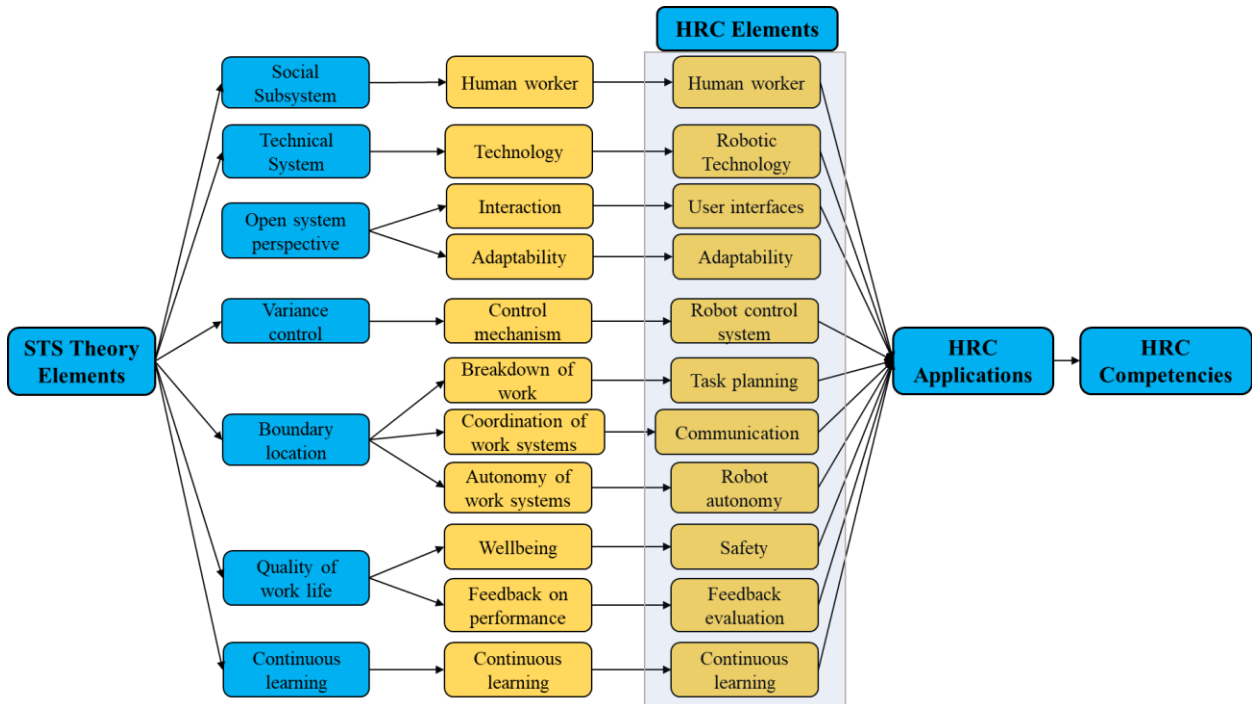 HRC Elements
Social
Subsystem
Human worker
Human worker
Technical
System
Technology
Robotic
Technology
Open system
perspective
Interaction
User interfaces
Adaptability
Adaptability
Variance
control
Control
mechanism
Robot control
system
STS Theory
Elements
HRC
Applications
HRC
Competencies
Boundary
location
Breakdown of
work
Task planning
Coordination of
work systems
Communication
Autonomy of
work systems
Robot
autonomy
Quality of
work life
Wellbeing
Safety
Feedback on
performance
Feedback
evaluation
Continuous
learning
Continuous
learning
Continuous
learning